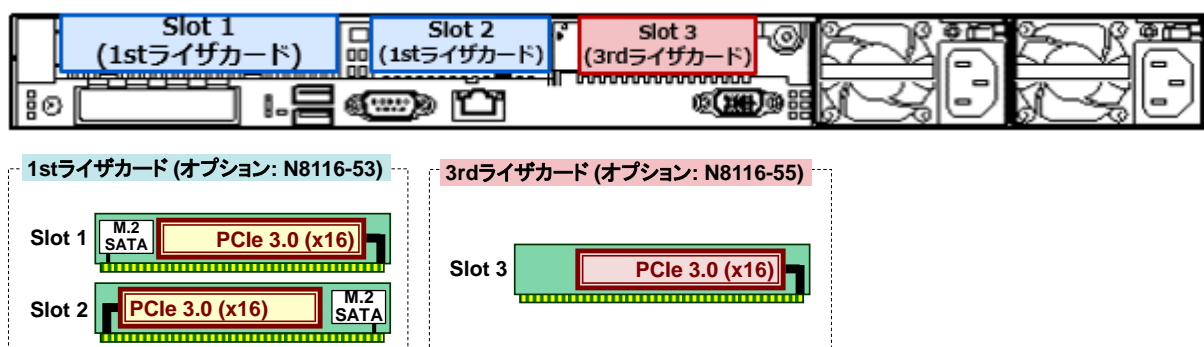 Slot 1
(1stライザカード)
Slot 2
(1stライザカード)
Slot 3
(3rdライザカード)
1stライザカード (オプション: N8116-53)
Slot 1
M.2
SATA
PCIe 3.0 (x16)
Slot 2
PCIe 3.0 (x16)
M.2
SATA
3rdライザカード (オプション: N8116-55)
Slot 3
PCIe 3.0 (x16)